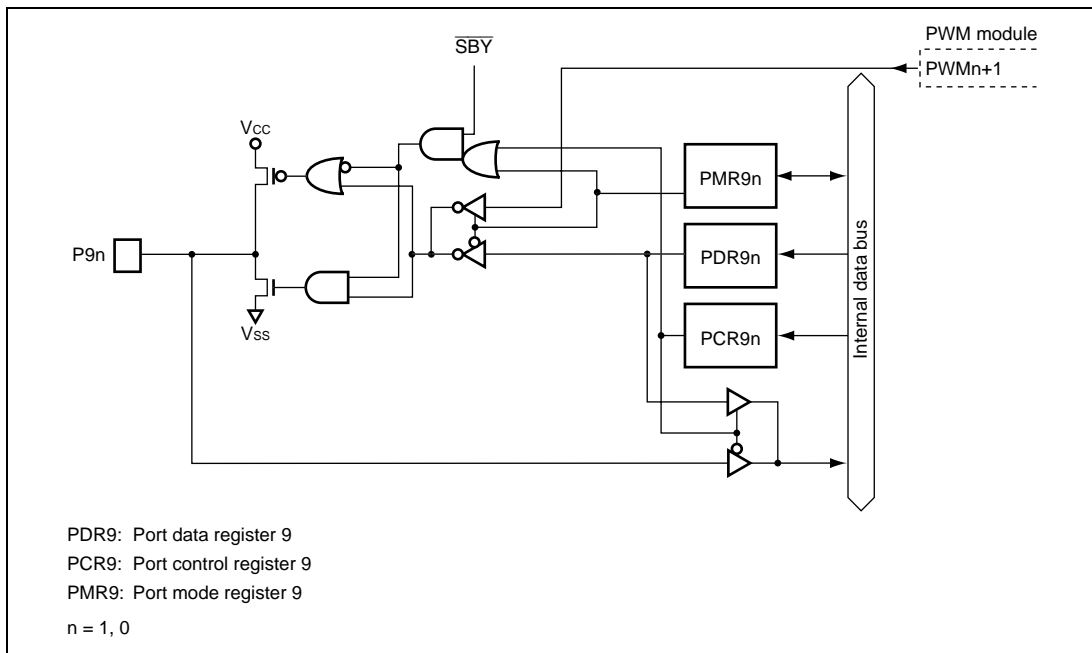 SBY
PWM module
PWMn+1
VCC
PMR9n
P9n
PDR9n
VSS
PCR9n
Internal data bus
PDR9: Port data register 9
PCR9: Port control register 9
PMR9: Port mode register 9
n = 1, 0